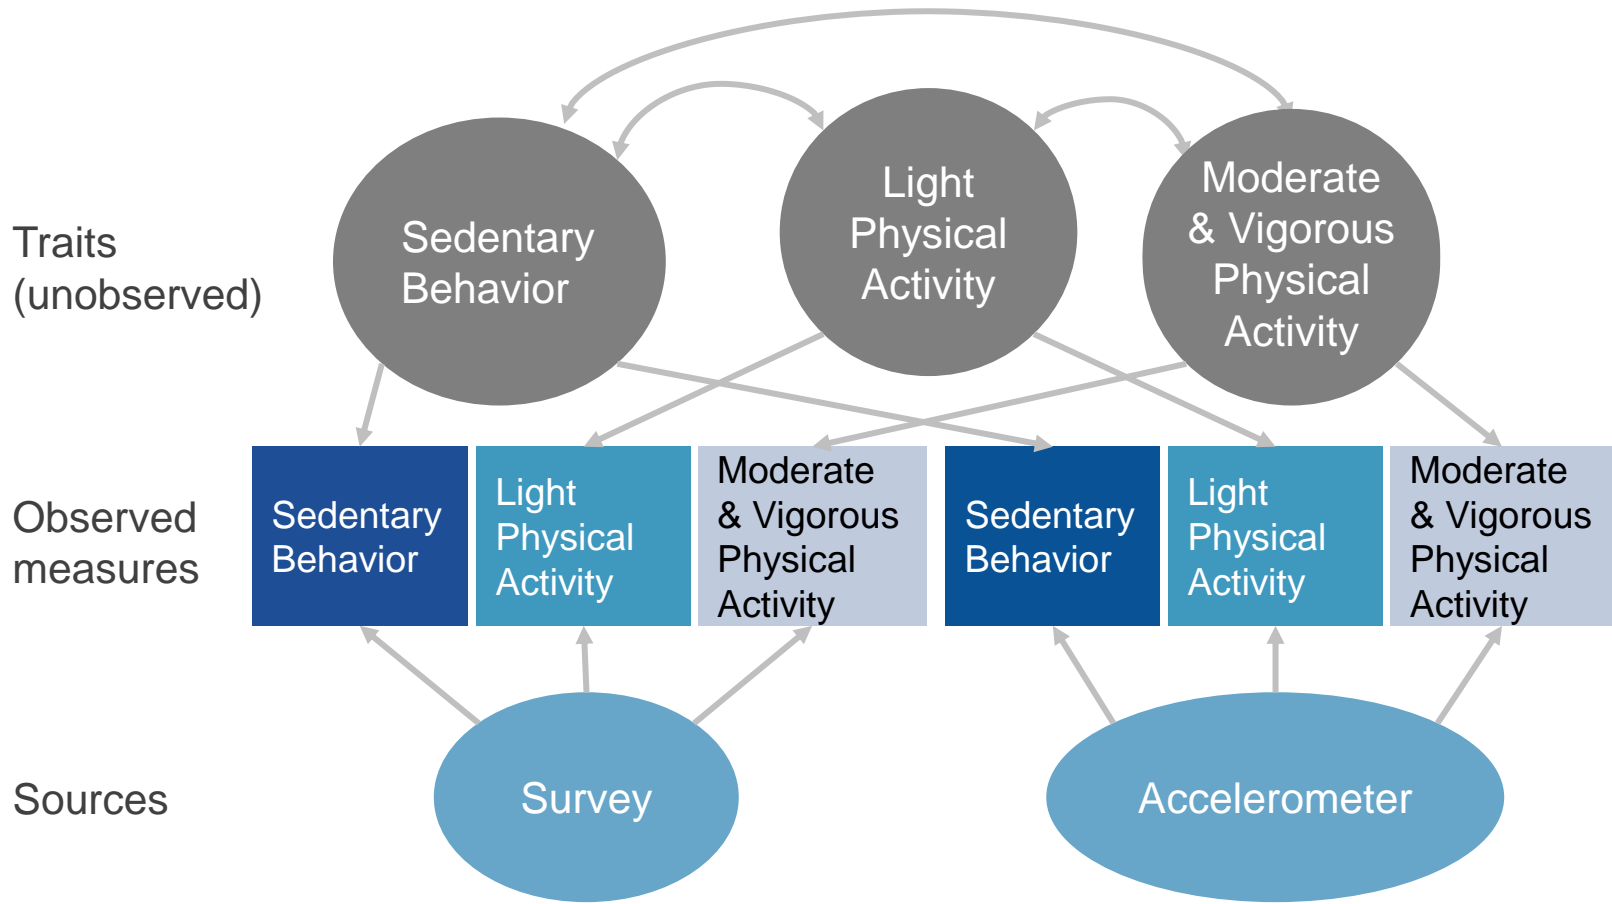 Traits
(unobserved)
Sedentary
Behavior
Light
Physical
Activity
Moderate
& Vigorous
Physical
Activity
Observed
measures
Sedentary
Behavior
Light
Physical
Activity
Moderate
& Vigorous
Physical
Activity
Sedentary
Behavior
Light
Physical
Activity
Moderate
& Vigorous
Physical
Activity
Sources
Survey
Accelerometer